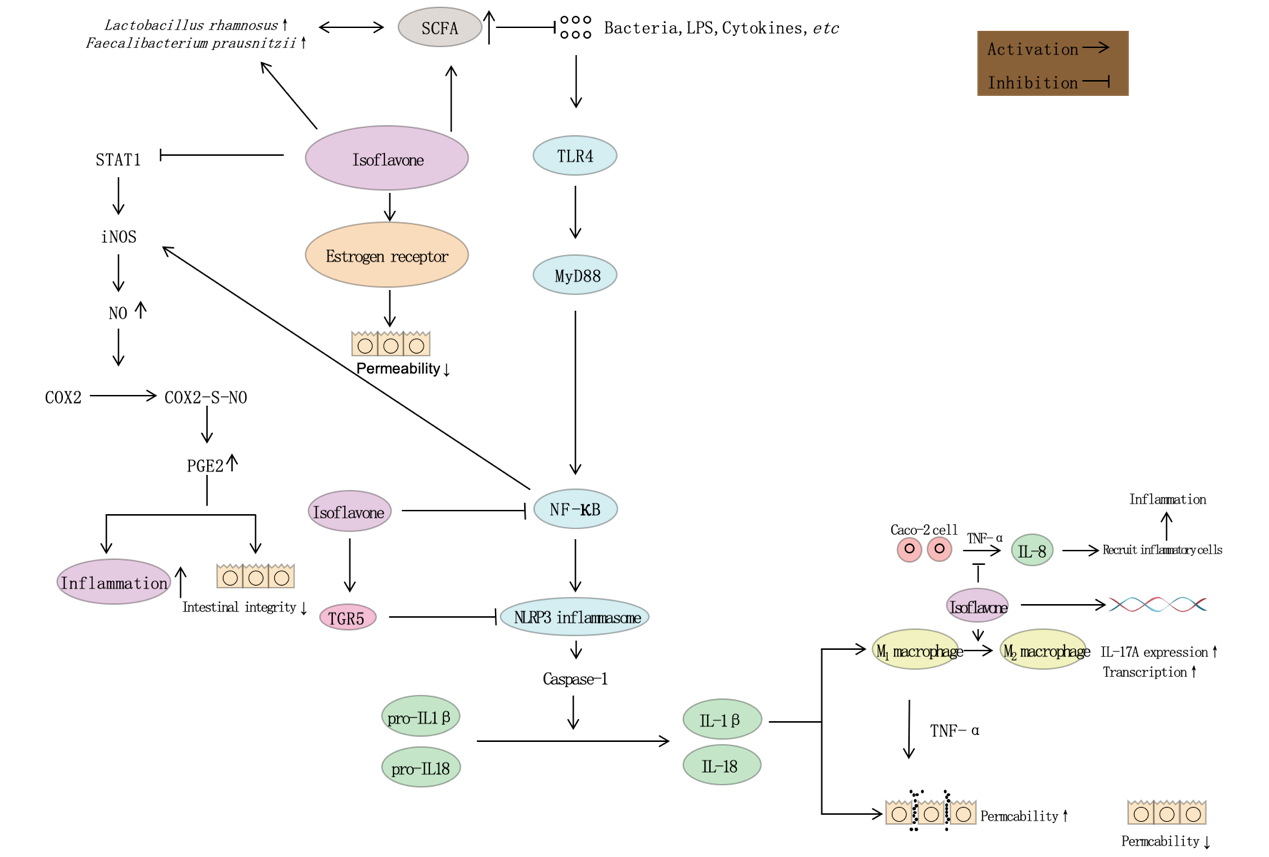 Lactobacillus rhamnosus ↑
Faecalibacterium prausnitzii ↑
SCFA ↑
Bacteria, LPS, Cytokines, etc
Activation
Inhibition
Isoflavone
TLR4
STAT1
iNOS
Estrogen receptor
MyD88
NO ↑
Permeability ↓
COX2
COX2-S-NO
PGE2 ↑
Isoflavone
NF-κB
Inflammation ↑
Intestinal integrity ↓
TGR5
NLRP3 inflammasome
Caspase-1
pro-IL1β
pro-IL18
IL-1β
IL-18
Inflammation
Caco-2 cell
TNF-α
IL-8
Recruit inflammatory cells
Isoflavone
M1 macrophage
M2 macrophage
IL-17A expression ↑
Transcription ↑
TNF-α
Permcability ↑
Permcability ↓